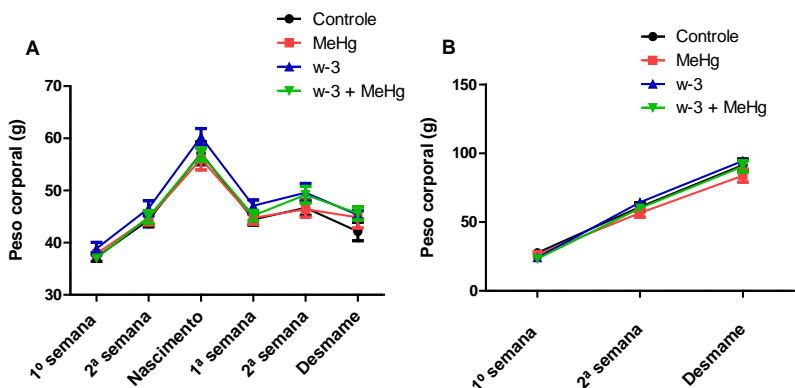 A
Controle
MeHg
w-3
w-3 + MeHg
Peso corporal (g)
70
60
50
40
30
1º semana
2ª semana
Nascimento
1ª semana
2ª semana
Desmame
B
Controle
MeHg
w-3
w-3 + MeHg
Peso corporal (g)
150
100
50
0
1º semana
2ª semana
Desmame